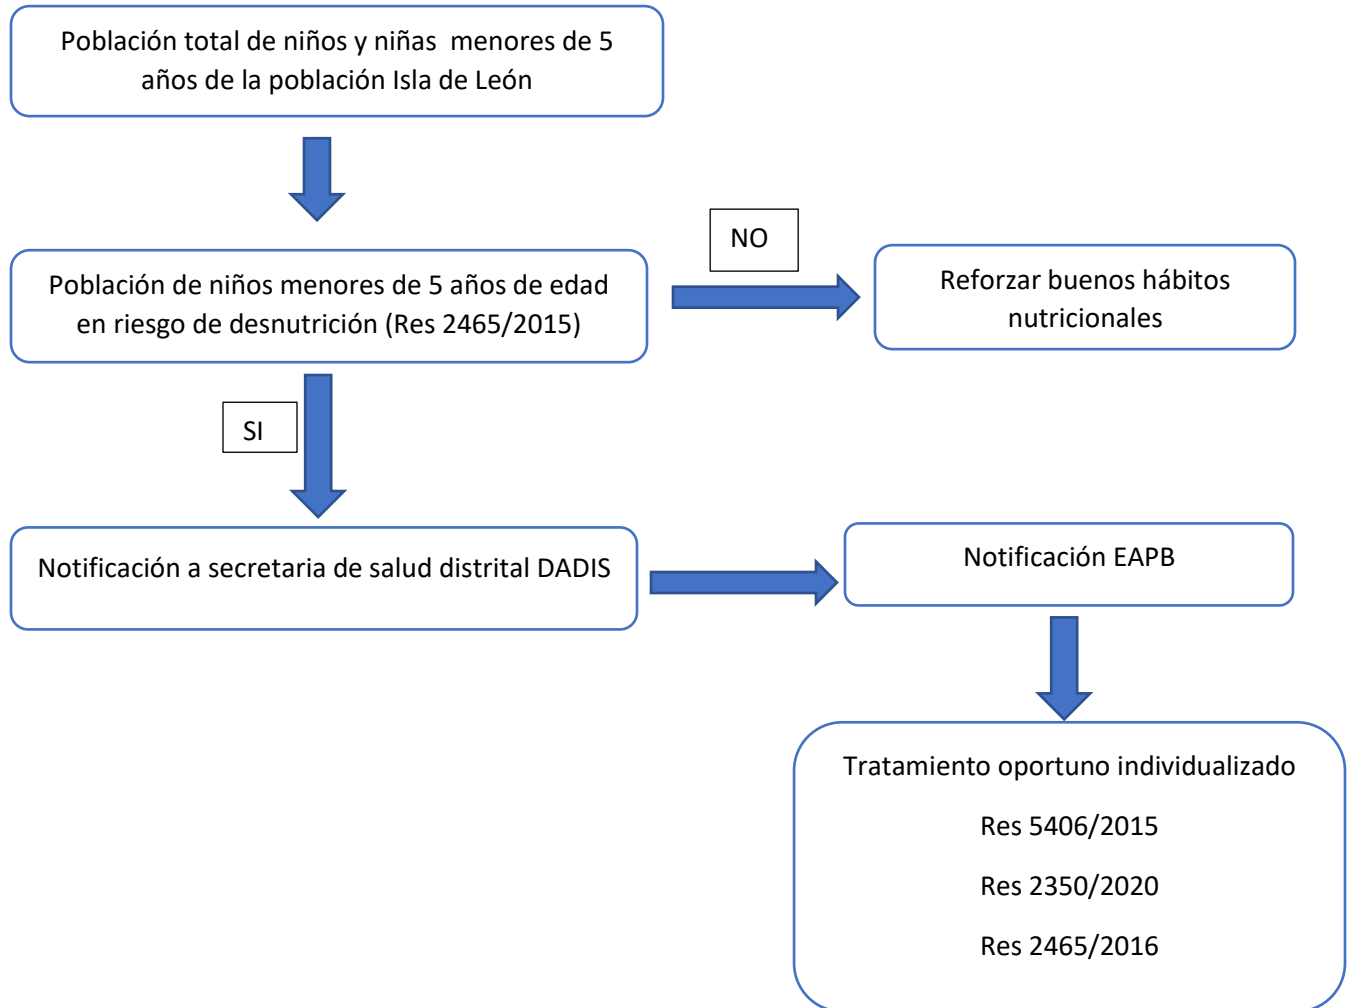 Población total de niños y niñas  menores de 5
años de la población Isla de León
NO
Población de niños menores de 5 años de edad
en riesgo de desnutrición (Res 2465/2015)
Reforzar buenos hábitos
nutricionales
SI
Notificación a secretaria de salud distrital DADIS
Notificación EAPB
Tratamiento oportuno individualizado
Res 5406/2015
Res 2350/2020
Res 2465/2016